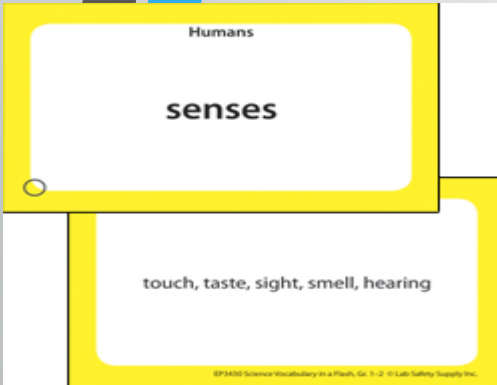 Humans
senses
touch, taste, sight, smell, hearing
EP3430 Science Vocabulary in a Flash, Gr. 1–2 © Lab Safety Supply Inc.